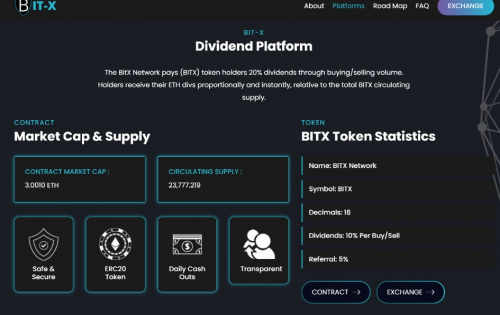 BIT-X
About
Platforms
Road Map
FAQ
EXCHANGE
BIT-X
Dividend Platform
The BitX Network pays (BITX) token holders 20% dividends through buying/selling volume.
Holders receive their ETH divs proportionally and instantly, relative to the total BITX circulating
supply.
CONTRACT
Market Cap & Supply
CONTRACT MARKET CAP :
3.0010 ETH
CIRCULATING SUPPLY :
23,777.219
Safe &
Secure
ERC20
Token
Daily Cash
Outs
Transparent
TOKEN
BITX Token Statistics
Name: BITX Network
Symbol: BITX
Decimals: 18
Dividends: 10% Per Buy/Sell
Referral: 5%
CONTRACT
EXCHANGE